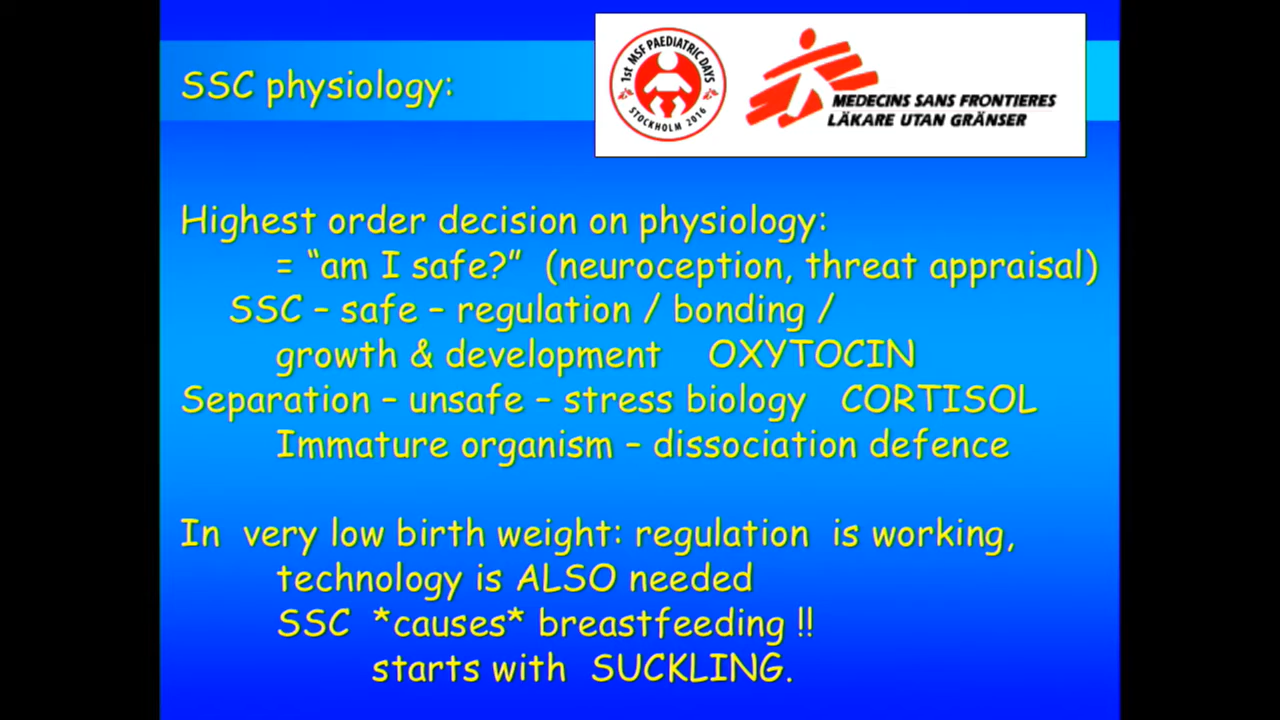 SSC physiology:
1st MSF PAEDIATRIC DAYS
STOCKHOLM 2016
MEDECINS SANS FRONTIERES
LÄKARE UTAN GRÄNSER
Highest order decision on physiology:
= “am I safe?” (neuroception, threat appraisal)
SSC – safe – regulation / bonding /
growth & development OXYTOCIN
Separation – unsafe – stress biology CORTISOL
Immature organism – dissociation defence
In very low birth weight: regulation is working,
technology is ALSO needed
SSC *causes* breastfeeding !!
starts with SUCKLING.